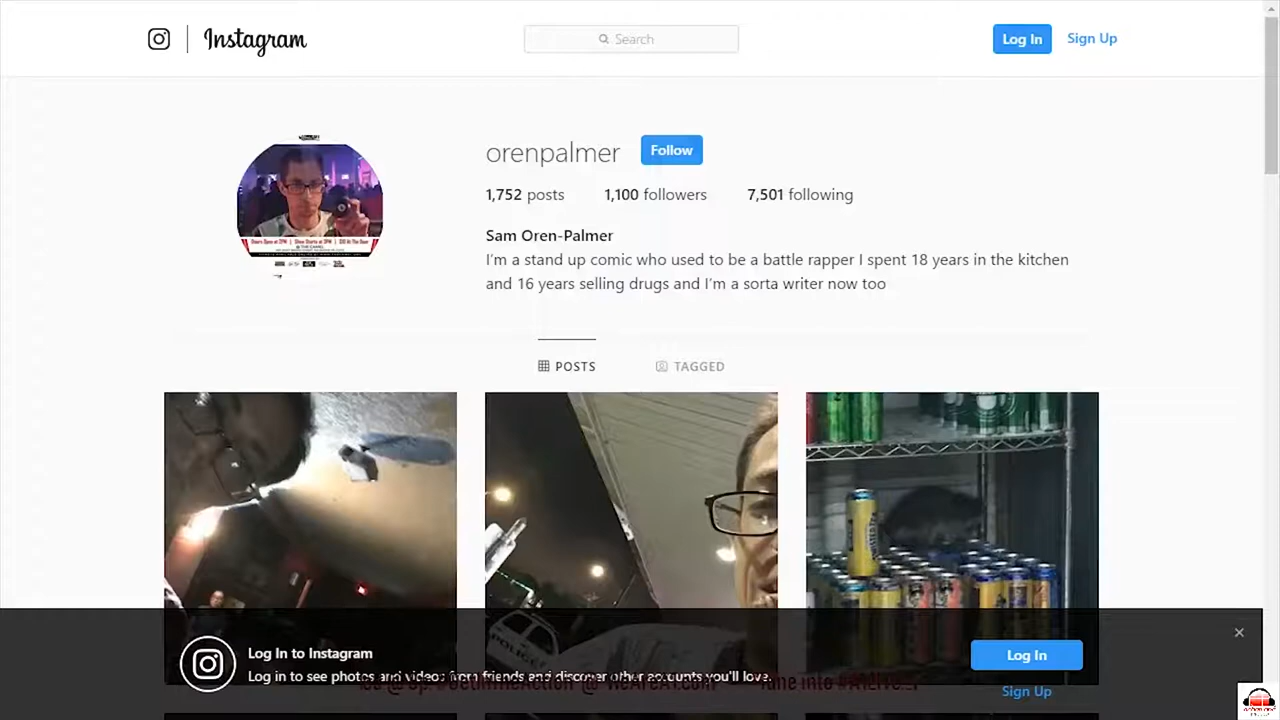 Instagram
Search
Log In
Sign Up
orenpalmer
Follow
1,752 posts
1,100 followers
7,501 following
Sam Oren-Palmer
I'm a stand up comic who used to be a battle rapper I spent 18 years in the kitchen
and 16 years selling drugs and I'm a sorta writer now too
POSTS
TAGGED
POLICE
Log In to Instagram
Log in to see photos and videos from friends and discover other accounts you'll love.
Log In
Sign Up